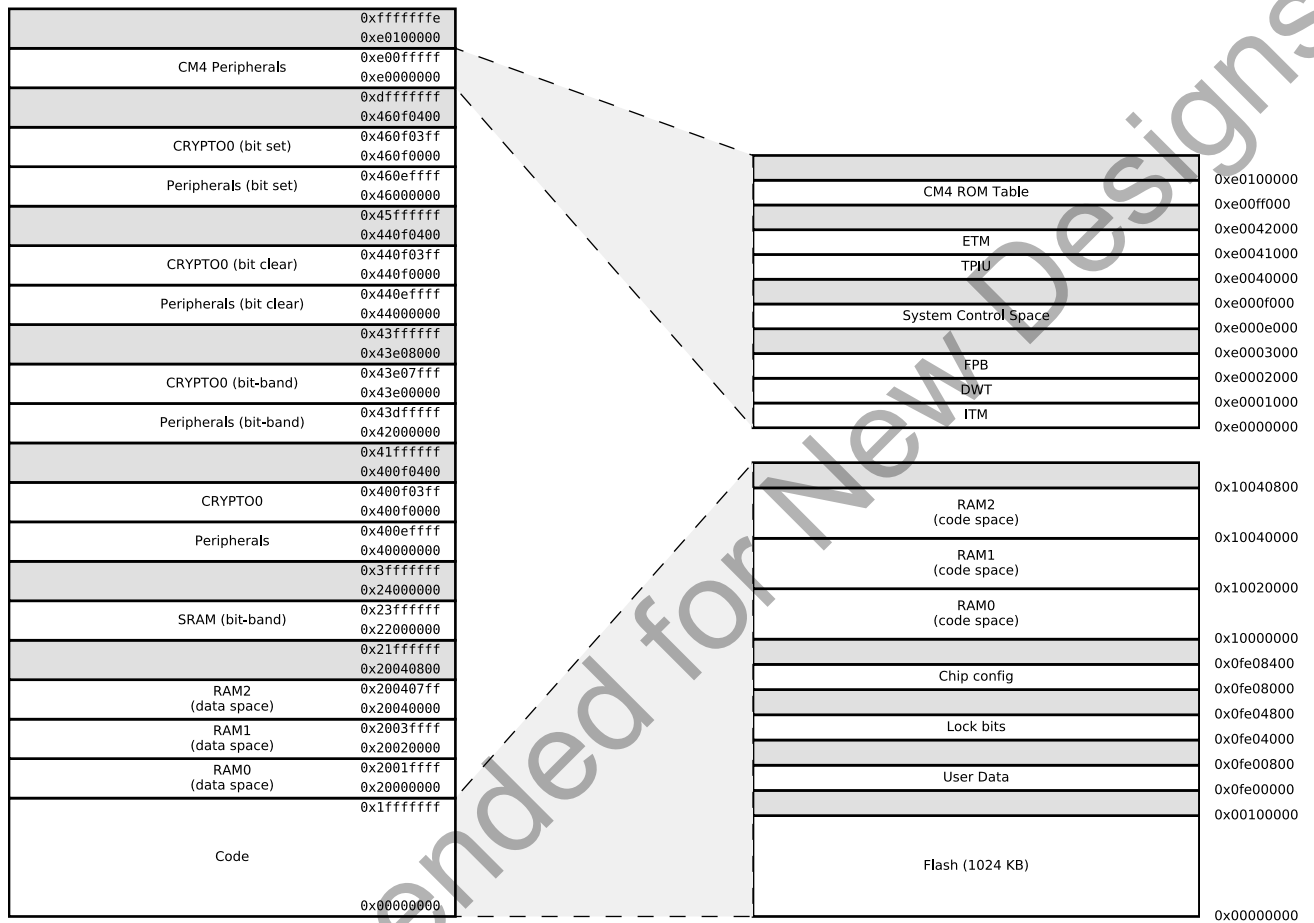 0xfffffffe
0xe0100000
CM4 Peripherals
0xe00fffff
0xe0000000
0xdfffffff
0x460f0400
CRYPTO0 (bit set)
0x460f03ff
0x460f0000
Peripherals (bit set)
0x460effff
0x46000000
0x45ffffff
0x440f0400
CRYPTO0 (bit clear)
0x440f03ff
0x440f0000
Peripherals (bit clear)
0x440effff
0x44000000
0x43ffffff
0x43e08000
CRYPTO0 (bit-band)
0x43e07fff
0x43e00000
Peripherals (bit-band)
0x43dfffff
0x42000000
0x41ffffff
0x400f0400
CRYPTO0
0x400f03ff
0x400f0000
Peripherals
0x400effff
0x40000000
0x3fffffff
0x24000000
SRAM (bit-band)
0x23ffffff
0x22000000
0x21ffffff
0x20040800
RAM2
(data space)
0x200407ff
0x20040000
RAM1
(data space)
0x2003ffff
0x20020000
RAM0
(data space)
0x2001ffff
0x20000000
0x1fffffff
Code
0x00000000
0xe0100000
CM4 ROM Table
0xe00ff000
0xe0042000
ETM
0xe0041000
TPIU
0xe0040000
0xe000f000
System Control Space
0xe000e000
0xe0003000
FPB
0xe0002000
DWT
0xe0001000
ITM
0xe0000000
0x10040800
RAM2
(code space)
0x10040000
RAM1
(code space)
0x10020000
RAM0
(code space)
0x10000000
0x0fe08400
Chip config
0x0fe08000
0x0fe04800
Lock bits
0x0fe04000
0x0fe00800
User Data
0x0fe00000
0x00100000
Flash (1024 KB)
0x00000000
ended for New Designs